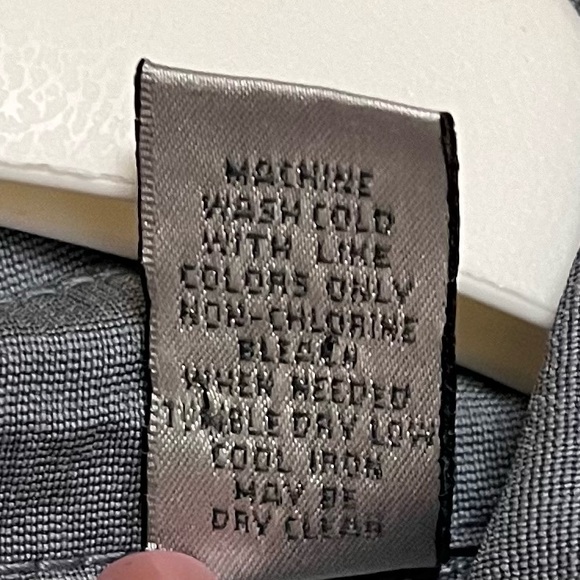 MACHINE
WASH COLD
WITH LIKE
COLORS ONLY
NON-CHLORINE
BLEACH
WHEN NEEDED
TUMBLE DRY LOW
COOL IRON
MAY BE
DRY CLEAN